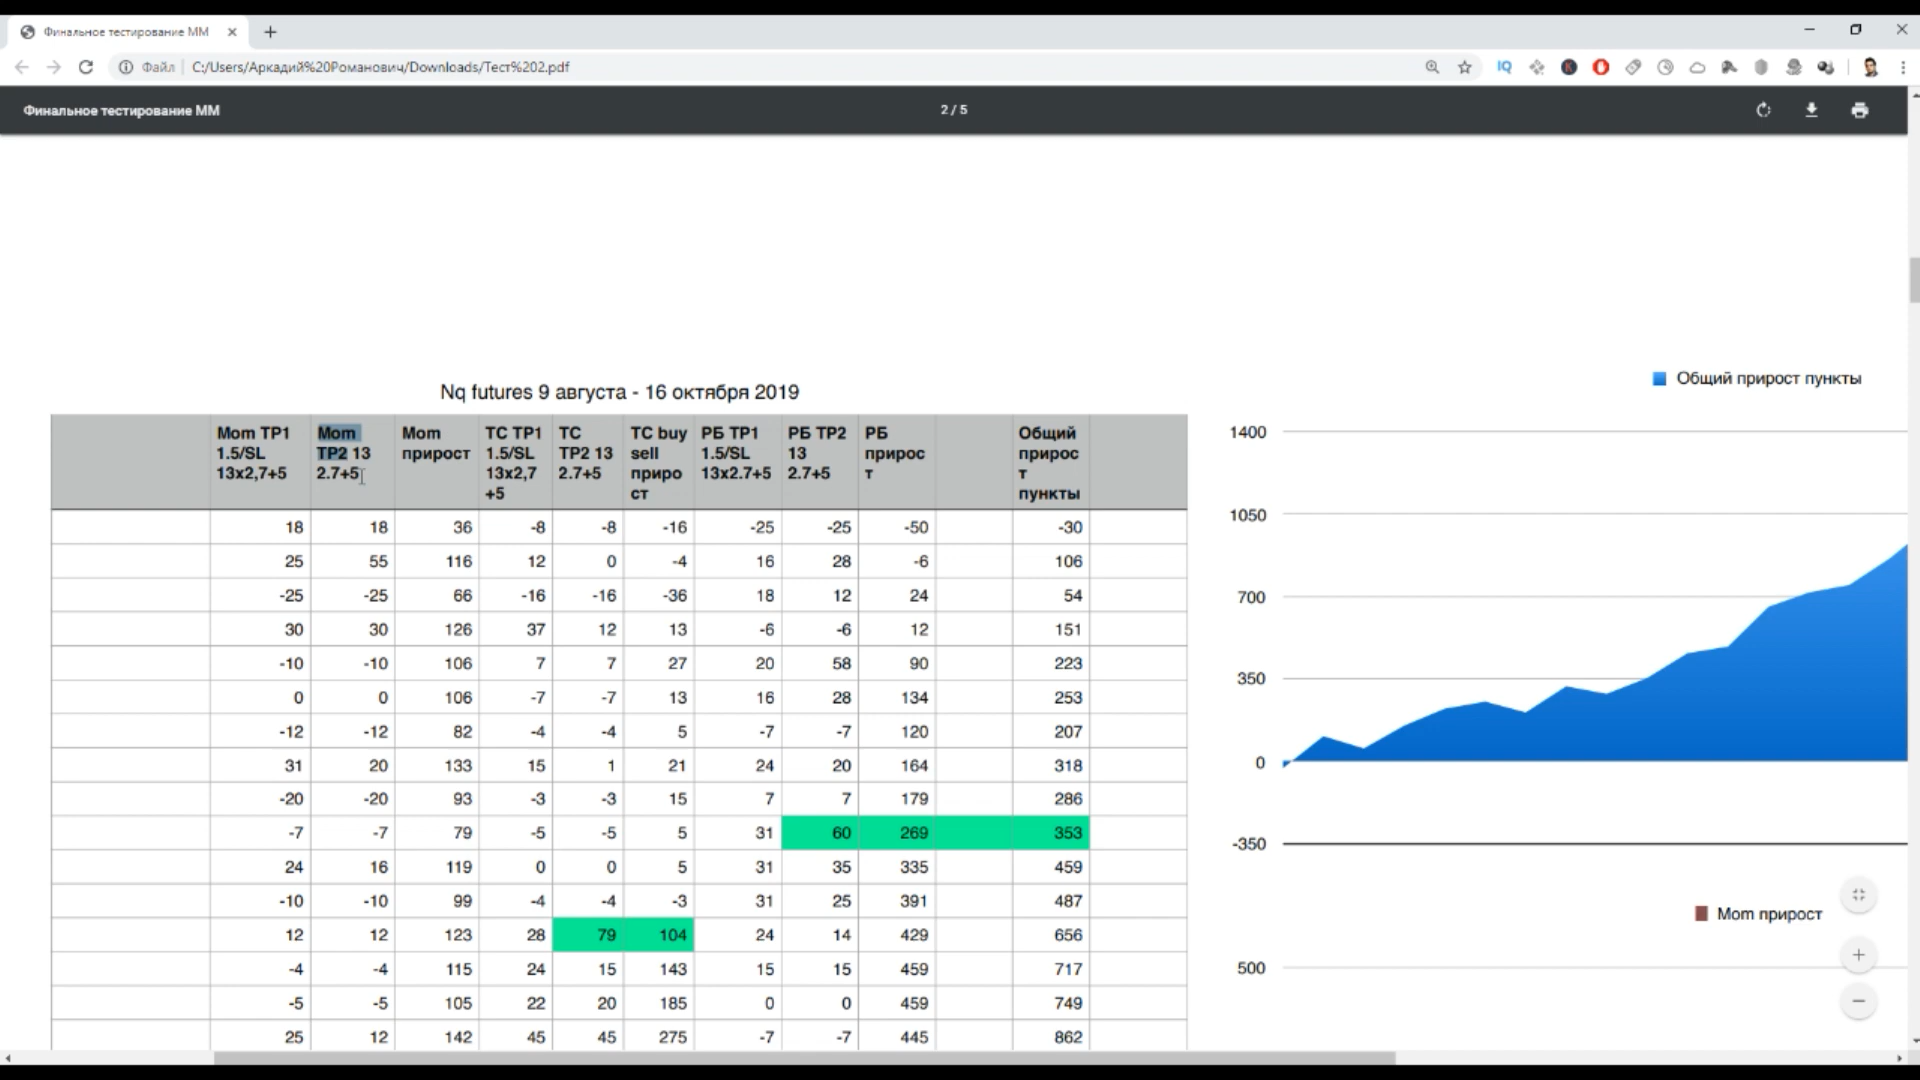 Финальное тестирование ММ
Файл
C:/Users/Аркадий%20Романович/Downloads/Тест%202.pdf
IQ
Финальное тестирование ММ
2 / 5
Nq futures 9 августа - 16 октября 2019
Mom TP1 1.5/SL 13x2,7+5
Mom TP2 13 2.7+5
Mom прирост
ТС TP1 1.5/SL 13x2,7 +5
ТС TP2 13 2.7+5
ТС buy sell приро ст
РБ TP1 1.5/SL 13x2.7+5
РБ TP2 13 2.7+5
РБ прирос т
Общий прирос т пункты
18 18 36 -8 -8 -16 -25 -25 -50 -30
25 55 116 12 0 -4 16 28 -6 106
-25 -25 66 -16 -16 -36 18 12 24 54
30 30 126 37 12 13 -6 -6 12 151
-10 -10 106 7 7 27 20 58 90 223
0 0 106 -7 -7 13 16 28 134 253
-12 -12 82 -4 -4 5 -7 -7 120 207
31 20 133 15 1 21 24 20 164 318
-20 -20 93 -3 -3 15 7 7 179 286
-7 -7 79 -5 -5 5 31 60 269 353
24 16 119 0 0 5 31 35 335 459
-10 -10 99 -4 -4 -3 31 25 391 487
12 12 123 28 79 104 24 14 429 656
-4 -4 115 24 15 143 15 15 459 717
-5 -5 105 22 20 185 0 0 459 749
25 12 142 45 45 275 -7 -7 445 862
Общий прирост пункты
1400
1050
700
350
0
-350
Mom прирост
500